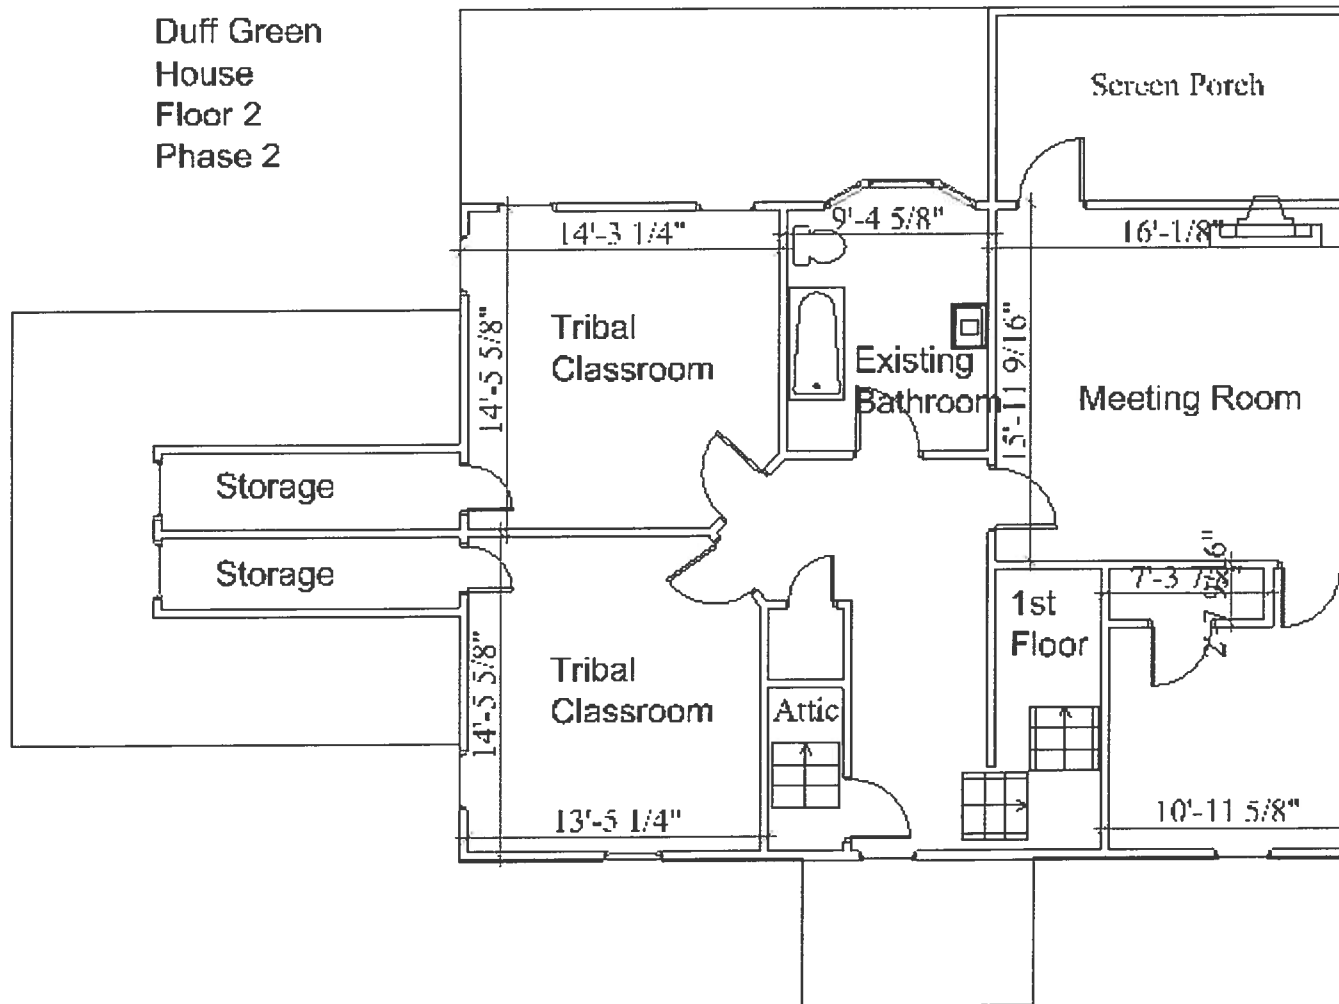 Duff Green
House
Floor 2
Phase 2
Screen Porch
14'-3 1/4"
9'-4 5/8"
16'-1/8"
14'-5 5/8"
Tribal
Classroom
Existing
Bathroom
15'-11 9/16"
Meeting Room
Storage
Storage
7'-3
1st
Floor
14'-5 5/8"
Tribal
Classroom
Attic
13'-5 1/4"
10'-11 5/8"